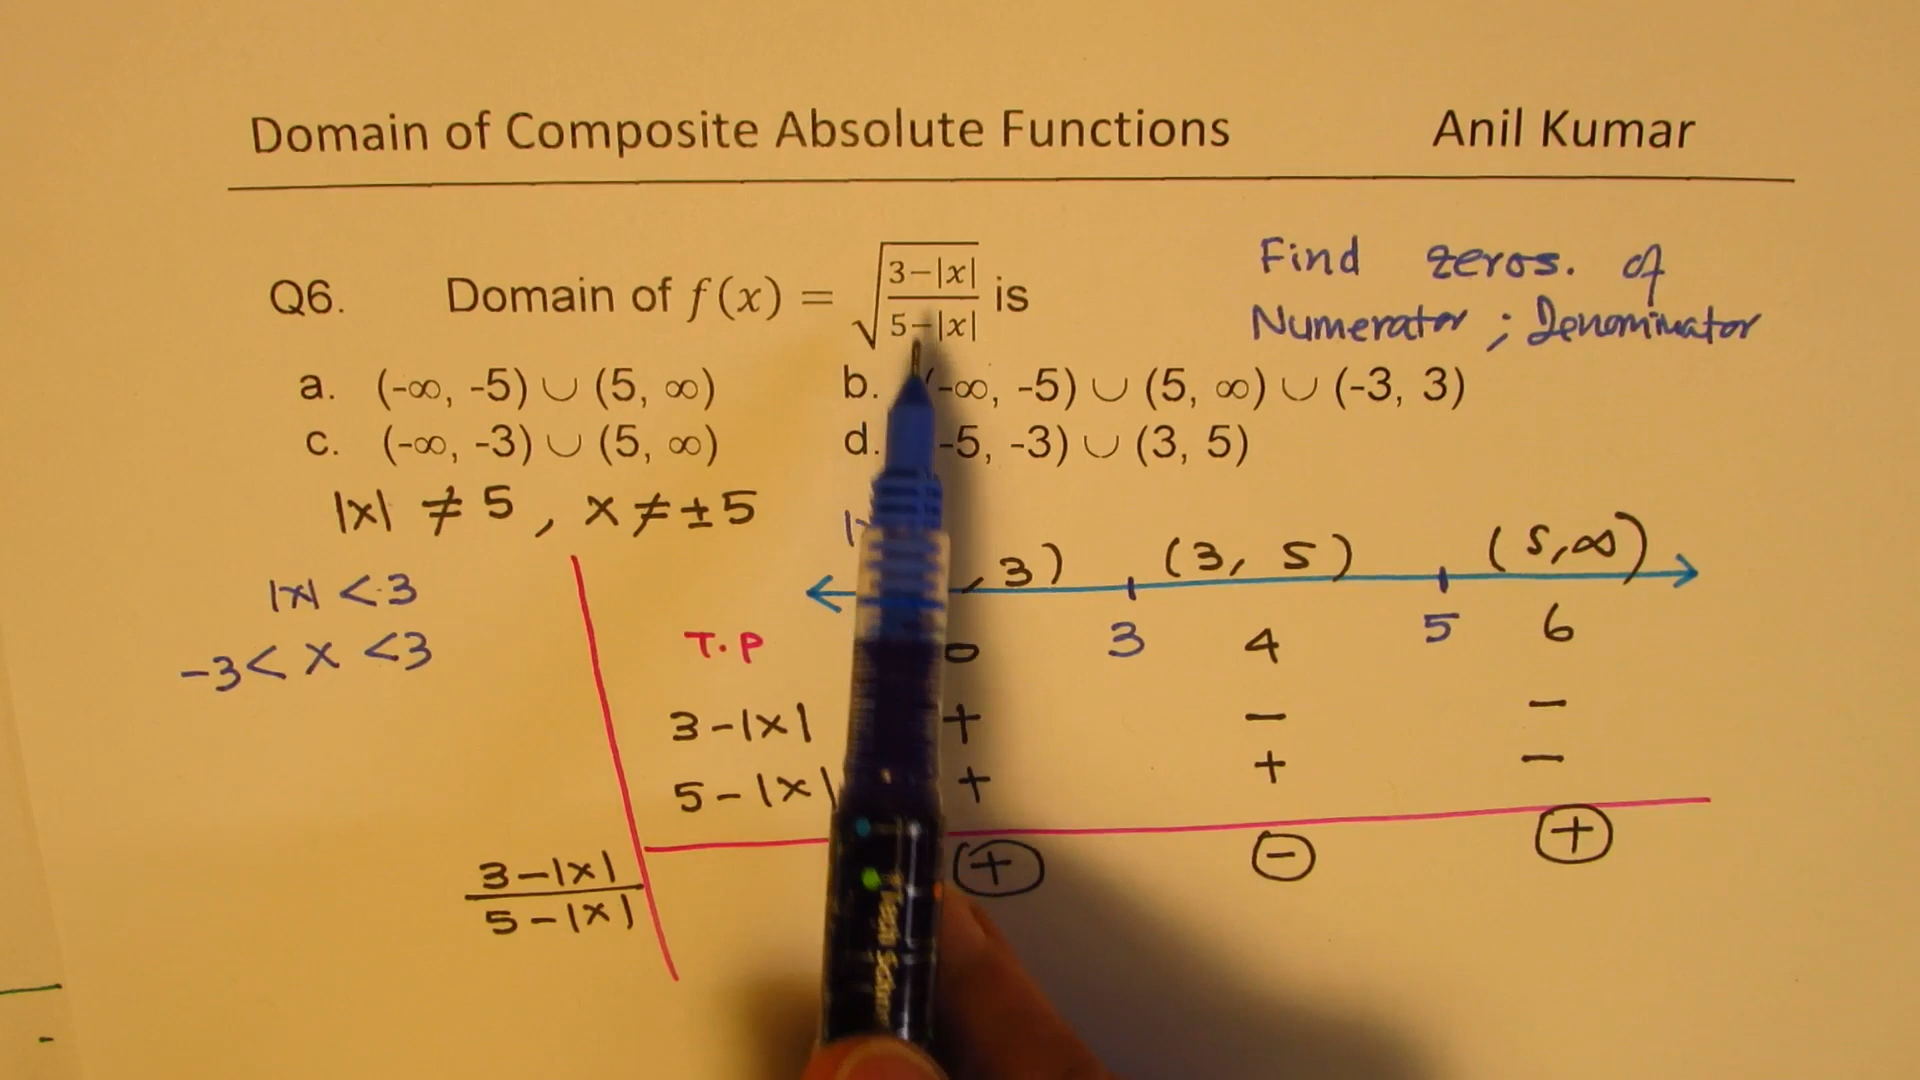 Domain of Composite Absolute Functions Anil Kumar
Q6. Domain of f(x) = √((3−|x|)/(5−|x|)) is
Find zeros. of
Numerator ; Denominator
a. (-∞, -5) ∪ (5, ∞) b. (-∞, -5) ∪ (5, ∞) ∪ (-3, 3)
c. (-∞, -3) ∪ (5, ∞) d. -5, -3) ∪ (3, 5)
|x| ≠ 5 , x ≠ ±5
, 3) (3, 5) (5, ∞)
|x| < 3
-3 < x < 3
3 5
T.P 0 4 6
3-|x| + − −
5-|x| + + −
(3-|x|)/(5-|x|) + − +